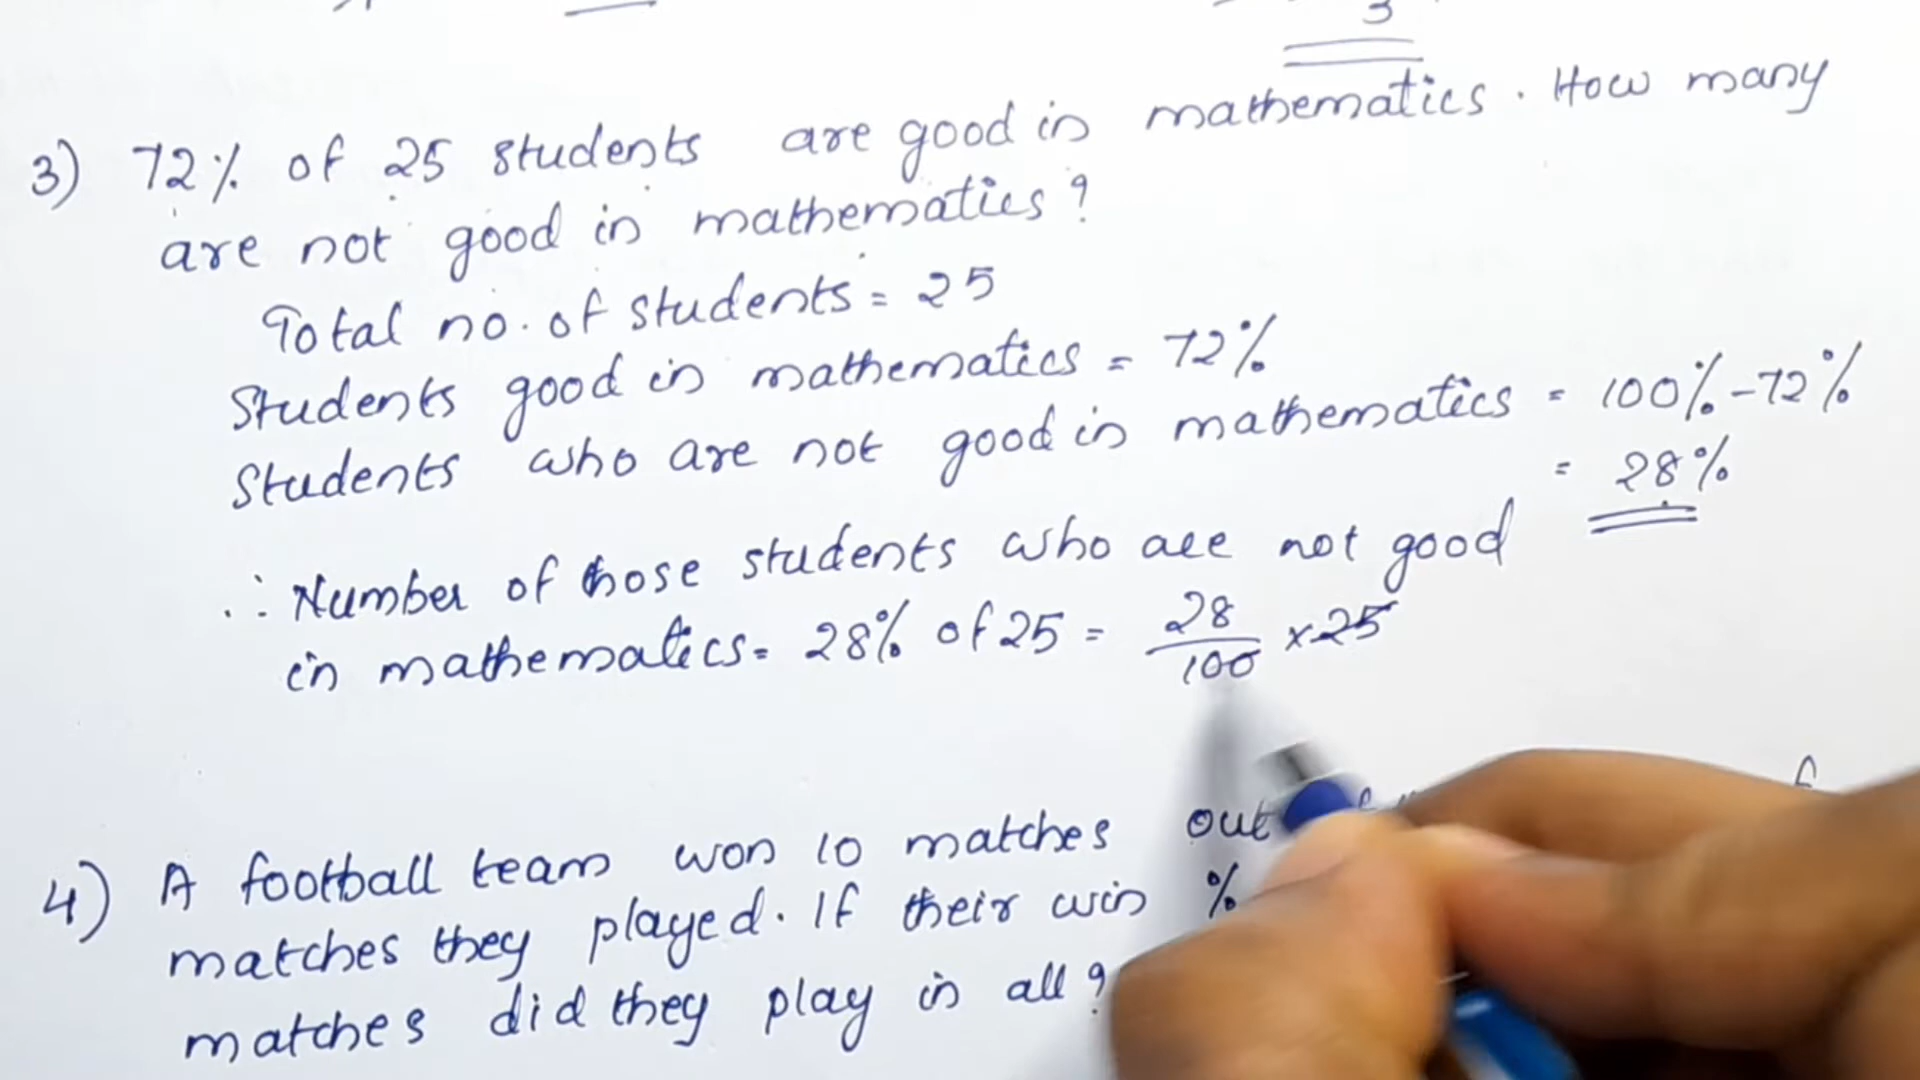 3
3) 72% of 25 students are good in mathematics. How many
are not good in mathematics?
Total no. of students = 25
Students good in mathematics = 72%
Students who are not good in mathematics = 100% - 72%
= 28%
∴ Number of those students who are not good
in mathematics = 28% of 25 = 28/100 × 25
4) A football team won 10 matches out
matches they played. If their win %
matches did they play in all?